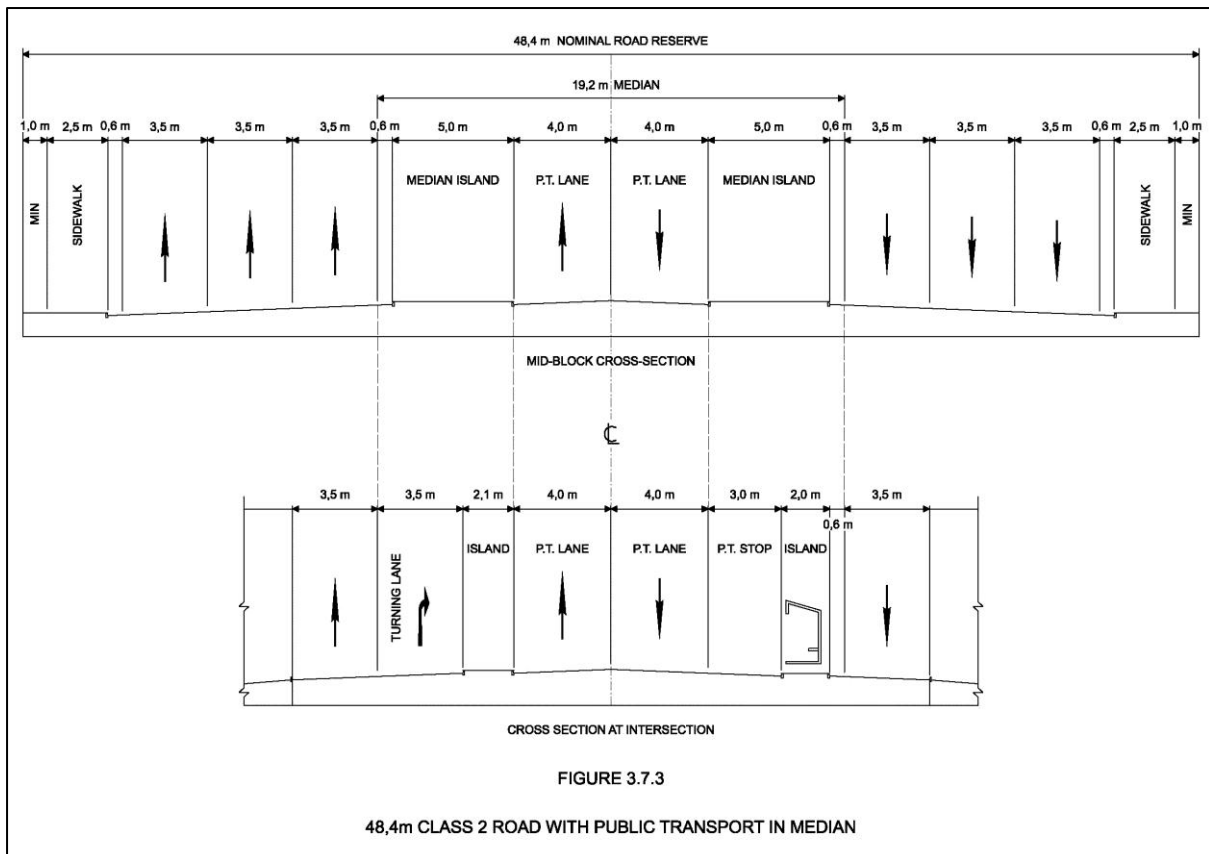 48,4 m NOMINAL ROAD RESERVE
19,2 m MEDIAN
1,0 m 2,5 m 0,6 m 3,5 m 3,5 m 3,5 m 0,6 m 5,0 m 4,0 m 4,0 m 5,0 m 0,6 m 3,5 m 3,5 m 3,5 m 0,6 m 2,5 m 1,0 m
MIN SIDEWALK MEDIAN ISLAND P.T. LANE P.T. LANE MEDIAN ISLAND SIDEWALK MIN
MID-BLOCK CROSS-SECTION
CL
3,5 m 3,5 m 2,1 m 4,0 m 4,0 m 3,0 m 2,0 m 3,5 m
0,6 m
TURNING LANE ISLAND P.T. LANE P.T. LANE P.T. STOP ISLAND
CROSS SECTION AT INTERSECTION
FIGURE 3.7.3
48,4m CLASS 2 ROAD WITH PUBLIC TRANSPORT IN MEDIAN